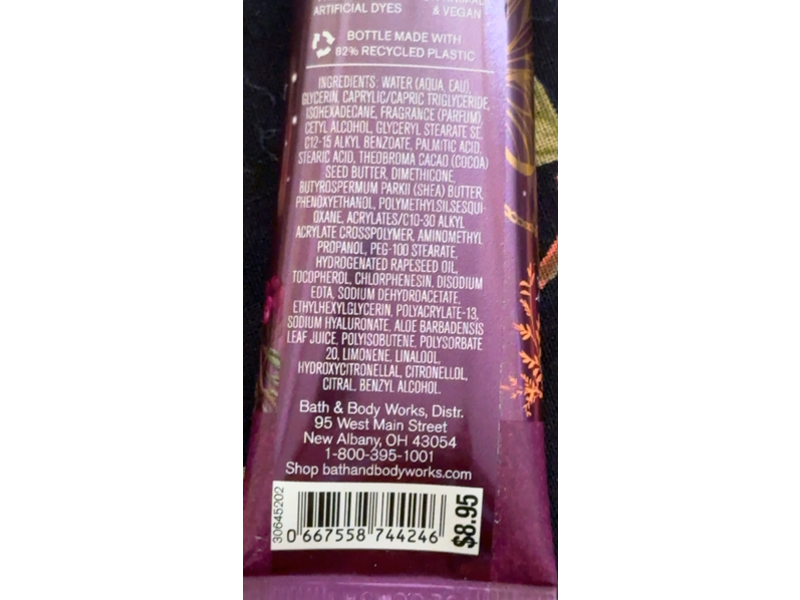 ARTIFICIAL DYES
& VEGAN
BOTTLE MADE WITH
82% RECYCLED PLASTIC
INGREDIENTS: WATER (AQUA, EAU),
GLYCERIN, CAPRYLIC/CAPRIC TRIGLYCERIDE,
ISOHEXADECANE, FRAGRANCE (PARFUM),
CETYL ALCOHOL, GLYCERYL STEARATE SE,
C12-15 ALKYL BENZOATE, PALMITIC ACID,
STEARIC ACID, THEOBROMA CACAO (COCOA)
SEED BUTTER, DIMETHICONE,
BUTYROSPERMUM PARKII (SHEA) BUTTER,
PHENOXYETHANOL, POLYMETHYLSILSESQUI-
OXANE, ACRYLATES/C10-30 ALKYL
ACRYLATE CROSSPOLYMER, AMINOMETHYL
PROPANOL, PEG-100 STEARATE,
HYDROGENATED RAPESEED OIL,
TOCOPHEROL, CHLORPHENESIN, DISODIUM
EDTA, SODIUM DEHYDROACETATE,
ETHYLHEXYLGLYCERIN, POLYACRYLATE-13,
SODIUM HYALURONATE, ALOE BARBADENSIS
LEAF JUICE, POLYISOBUTENE, POLYSORBATE
20, LIMONENE, LINALOOL,
HYDROXYCITRONELLAL, CITRONELLOL,
CITRAL, BENZYL ALCOHOL.
Bath & Body Works, Distr.
95 West Main Street
New Albany, OH 43054
1-800-395-1001
Shop bathandbodyworks.com
30645202
0 667558 744246
$8.95